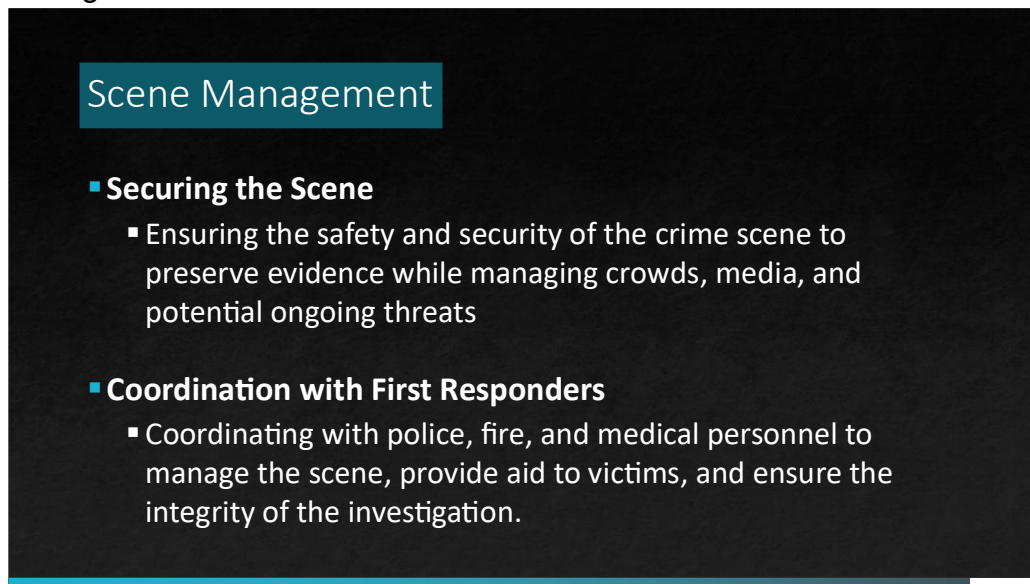 Scene Management
▪ Securing the Scene
▪ Ensuring the safety and security of the crime scene to
preserve evidence while managing crowds, media, and
potential ongoing threats
▪ Coordination with First Responders
▪ Coordinating with police, fire, and medical personnel to
manage the scene, provide aid to victims, and ensure the
integrity of the investigation.